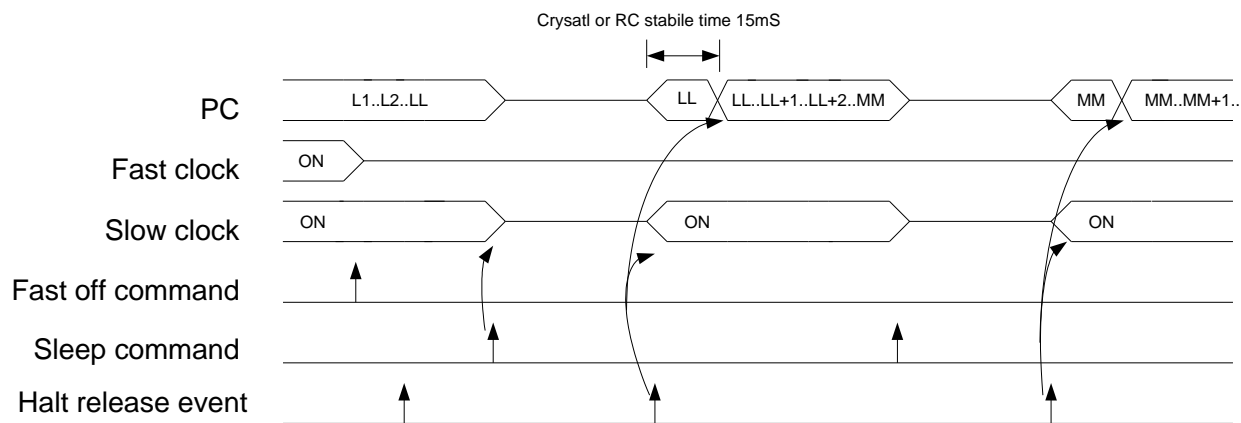 Crysatl or RC stabile time 15mS
PC
L1..L2..LL
LL
LL..LL+1..LL+2..MM
MM
MM..MM+1..
Fast clock
ON
Slow clock
ON
ON
ON
Fast off command
Sleep command
Halt release event